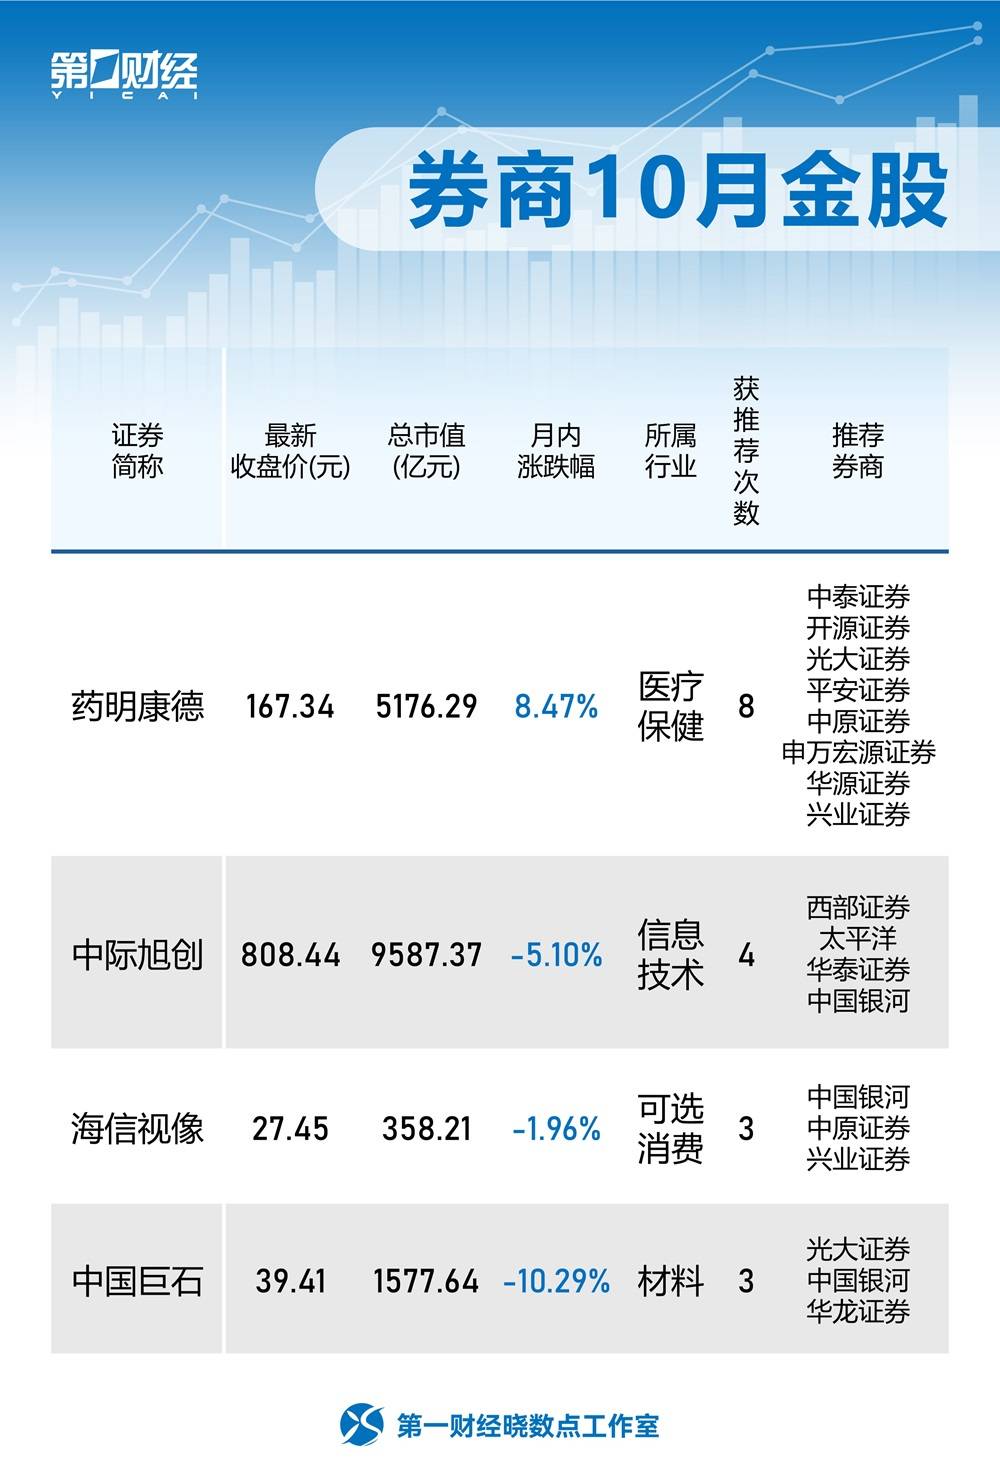 第一财经
YICAI
券商10月金股
证券
简称
最新
收盘价(元)
总市值
(亿元)
月内
涨跌幅
所属
行业
获
推
荐
次
数
推荐
券商
药明康德
167.34
5176.29
8.47%
医疗
保健
8
中泰证券
开源证券
光大证券
平安证券
中原证券
申万宏源证券
华源证券
兴业证券
中际旭创
808.44
9587.37
-5.10%
信息
技术
4
西部证券
太平洋
华泰证券
中国银河
海信视像
27.45
358.21
-1.96%
可选
消费
3
中国银河
中原证券
兴业证券
中国巨石
39.41
1577.64
-10.29%
材料
3
光大证券
中国银河
华龙证券
第一财经晓数点工作室